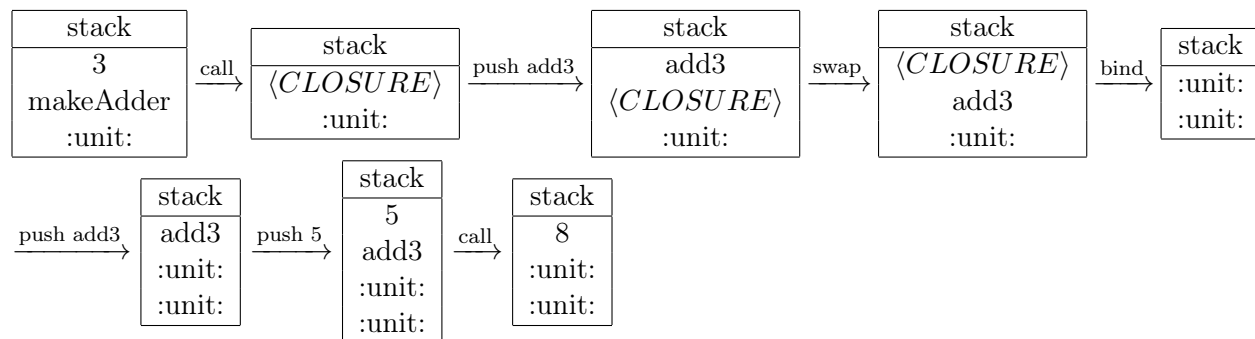 stack
3
makeAdder
:unit:
call
stack
⟨CLOSURE⟩
:unit:
push add3
stack
add3
⟨CLOSURE⟩
:unit:
swap
stack
⟨CLOSURE⟩
add3
:unit:
bind
stack
:unit:
:unit:
push add3
stack
add3
:unit:
:unit:
push 5
stack
5
add3
:unit:
:unit:
call
stack
8
:unit:
:unit: